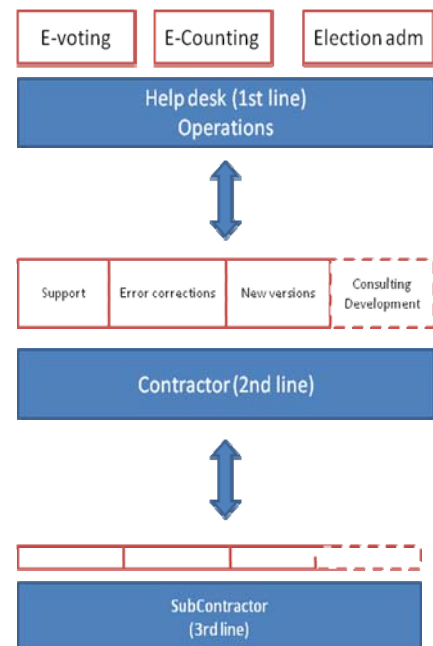 E-voting E-Counting Election adm
Help desk (1st line)
Operations
Support Error corrections New versions Consulting
Development
Contractor (2nd line)
SubContractor
(3rd line)